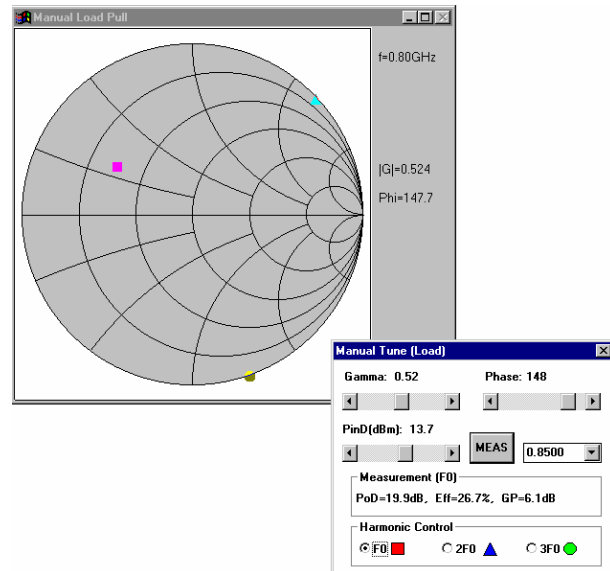 Manual Load Pull
f=0.80GHz
|G|=0.524
Phi=147.7
Manual Tune (Load)
Gamma: 0.52 Phase: 148
PinD(dBm): 13.7
MEAS 0.8500
Measurement (F0)
PoD=19.9dB, Eff=26.7%, GP=6.1dB
Harmonic Control
F0 2F0 3F0